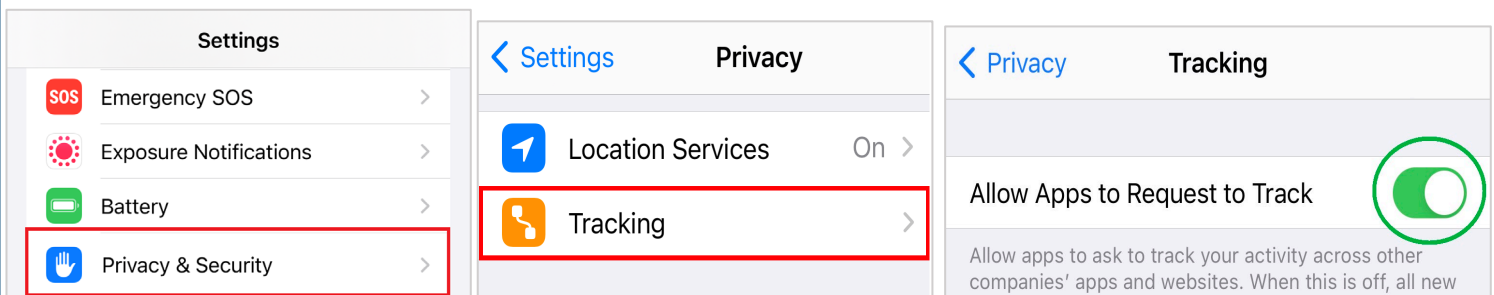 Settings
SOS Emergency SOS
Exposure Notifications
Battery
Privacy & Security
Settings Privacy
Location Services On
Tracking
Privacy Tracking
Allow Apps to Request to Track
Allow apps to ask to track your activity across other
companies’ apps and websites. When this is off, all new